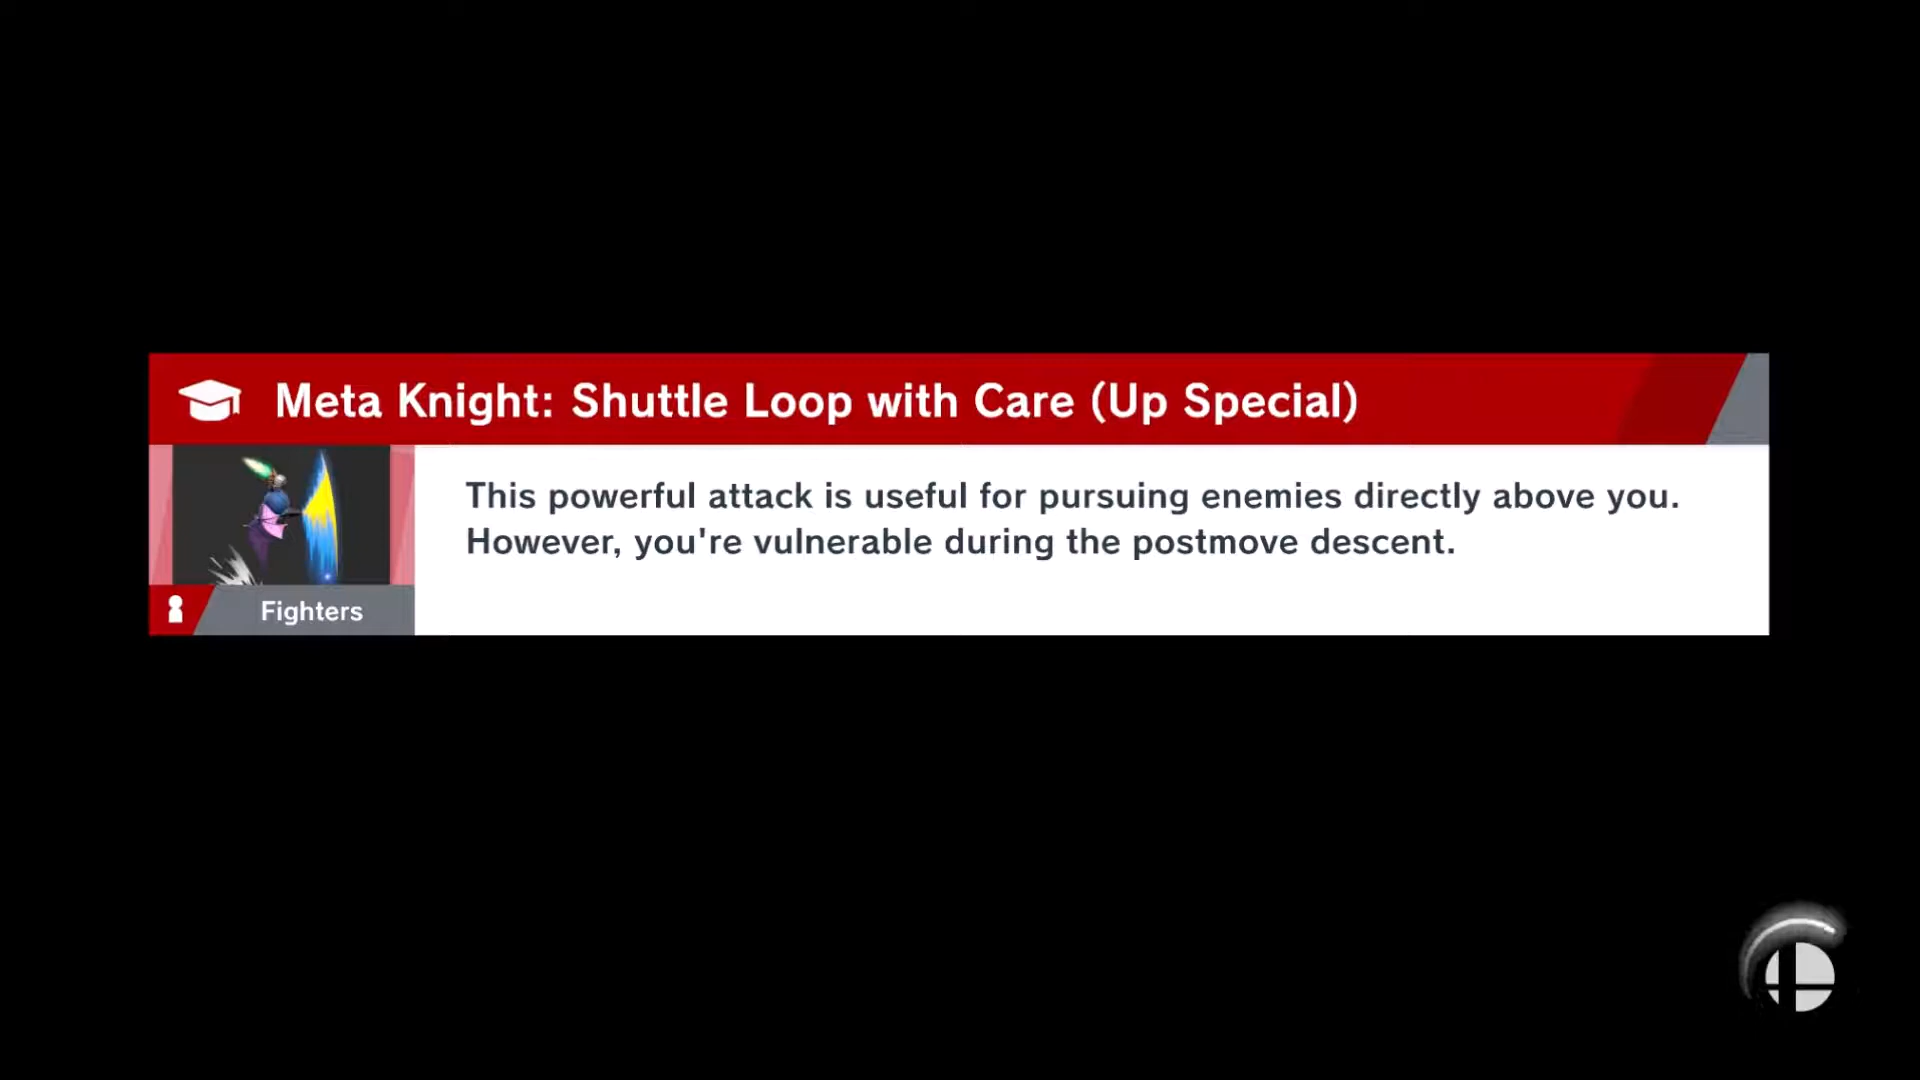 Meta Knight: Shuttle Loop with Care (Up Special)
This powerful attack is useful for pursuing enemies directly above you.
However, you're vulnerable during the postmove descent.
Fighters